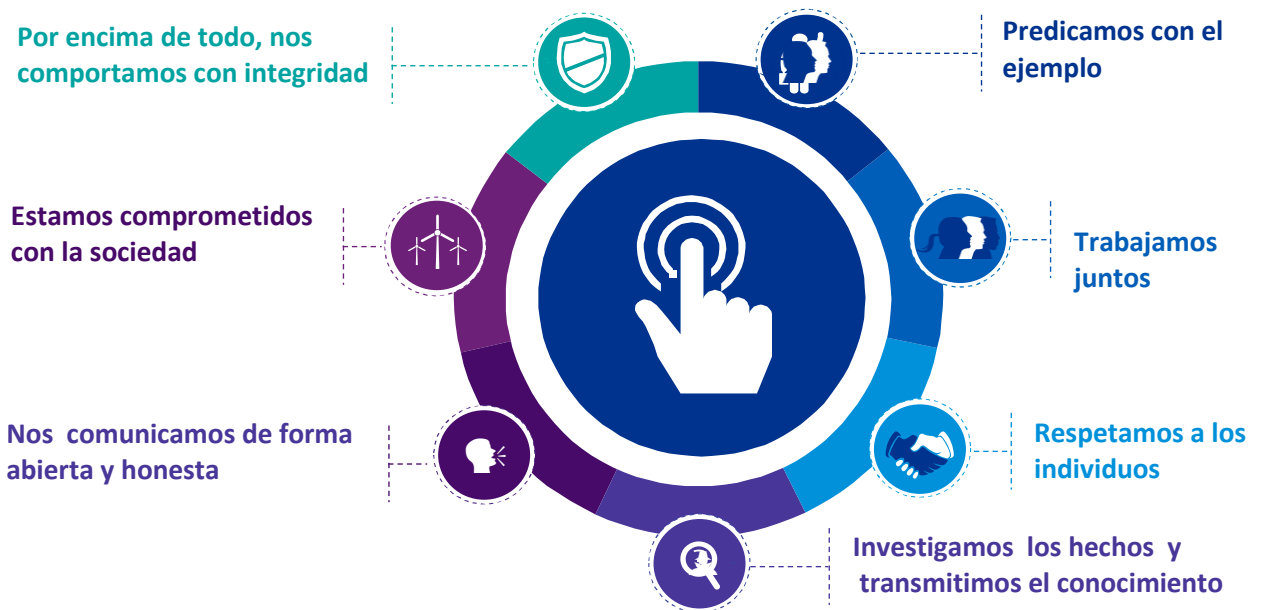 Por encima de todo, nos
comportamos con integridad
Predicamos con el
ejemplo
Estamos comprometidos
con la sociedad
Trabajamos
juntos
Nos comunicamos de forma
abierta y honesta
Respetamos a los
individuos
Investigamos los hechos y
transmitimos el conocimiento